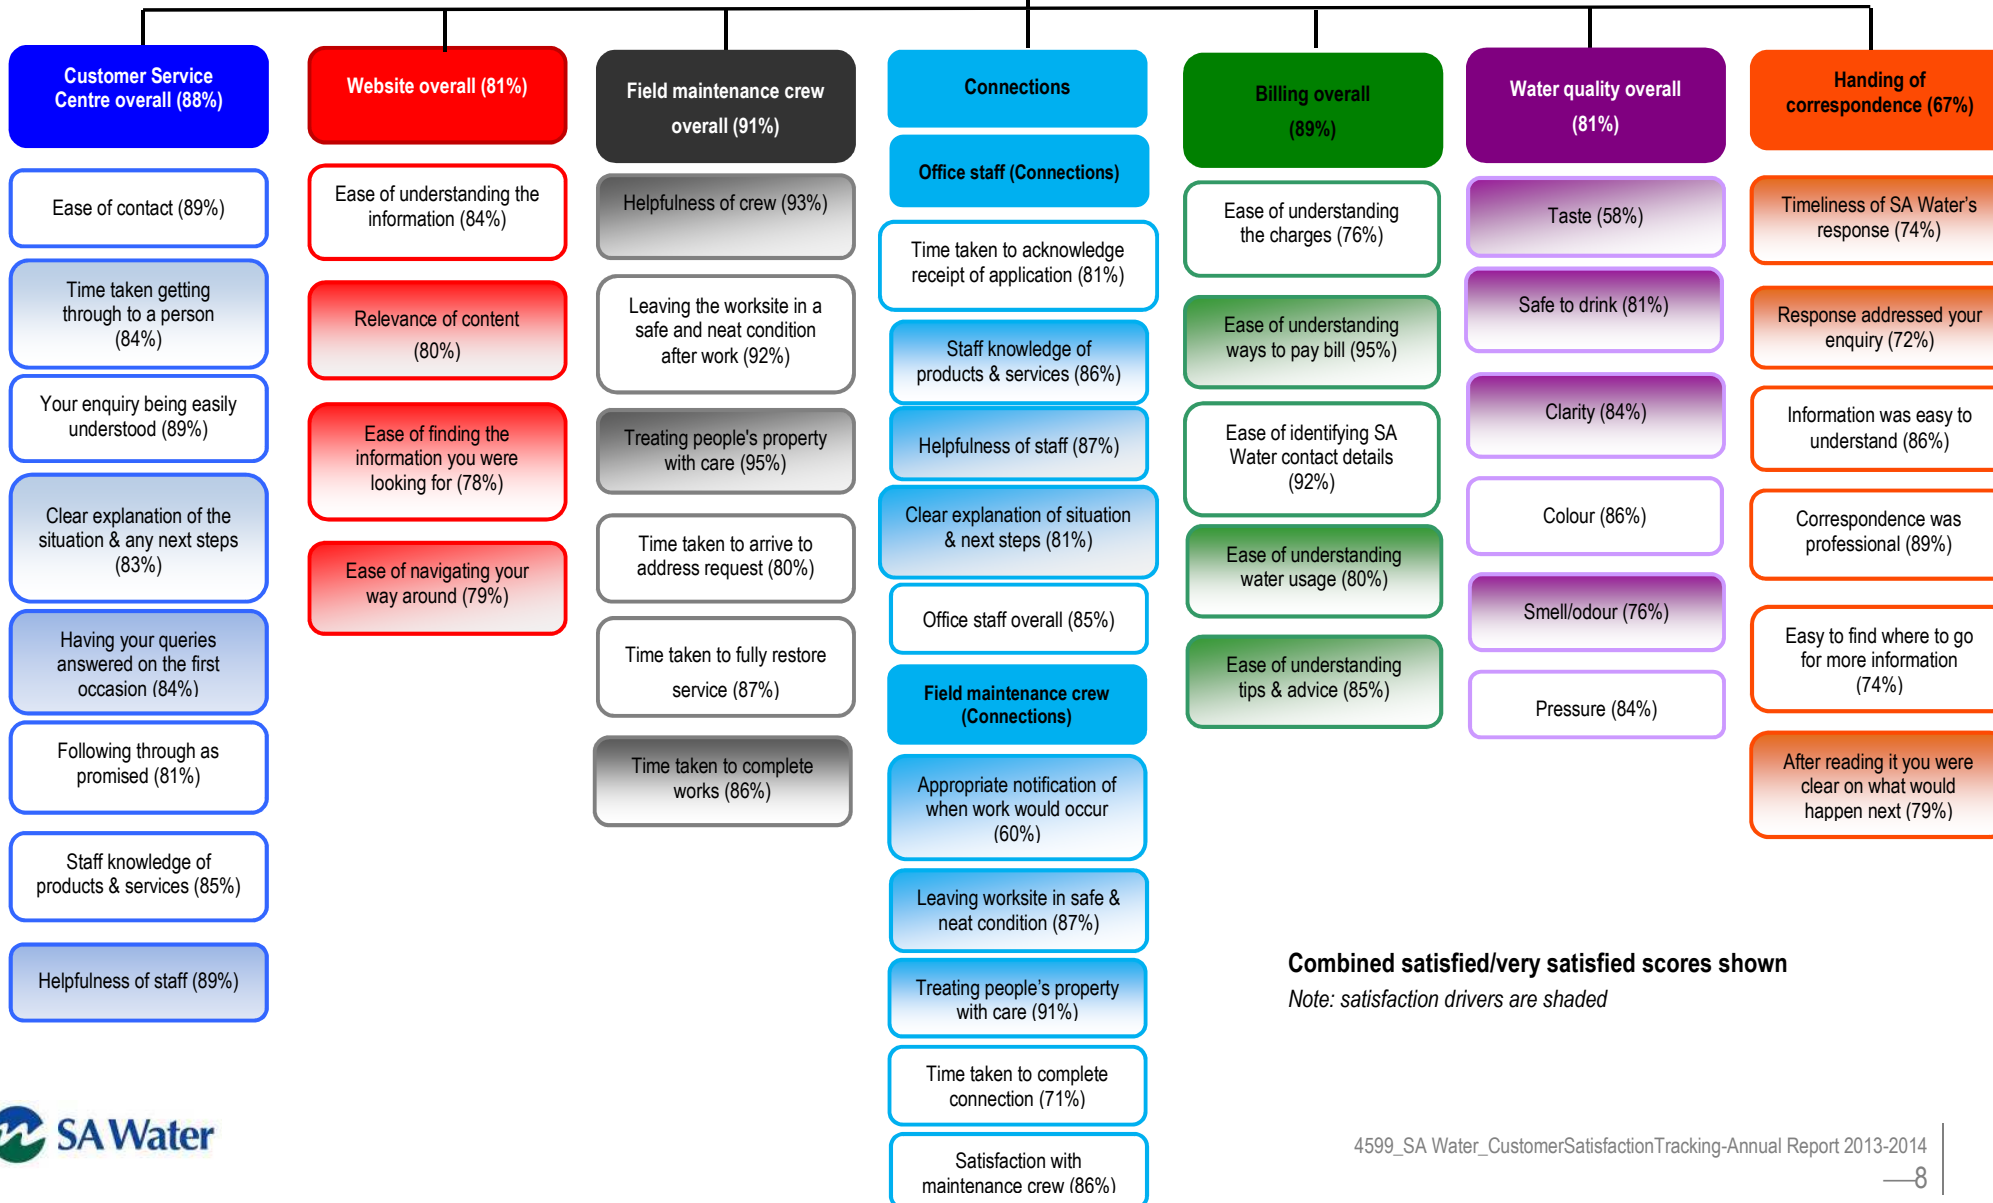 Customer Service
Centre overall (88%)
Ease of contact (89%)
Time taken getting
through to a person
(84%)
Your enquiry being easily
understood (89%)
Clear explanation of the
situation & any next steps
(83%)
Having your queries
answered on the first
occasion (84%)
Following through as
promised (81%)
Staff knowledge of
products & services (85%)
Helpfulness of staff (89%)
Website overall (81%)
Ease of understanding the
information (84%)
Relevance of content
(80%)
Ease of finding the
information you were
looking for (78%)
Ease of navigating your
way around (79%)
Field maintenance crew
overall (91%)
Helpfulness of crew (93%)
Leaving the worksite in a
safe and neat condition
after work (92%)
Treating people's property
with care (95%)
Time taken to arrive to
address request (80%)
Time taken to fully restore
service (87%)
Time taken to complete
works (86%)
Connections
Office staff (Connections)
Time taken to acknowledge
receipt of application (81%)
Staff knowledge of
products & services (86%)
Helpfulness of staff (87%)
Clear explanation of situation
& next steps (81%)
Office staff overall (85%)
Field maintenance crew
(Connections)
Appropriate notification of
when work would occur
(60%)
Leaving worksite in safe &
neat condition (87%)
Treating people’s property
with care (91%)
Time taken to complete
connection (71%)
Satisfaction with
maintenance crew (86%)
Billing overall
(89%)
Ease of understanding
the charges (76%)
Ease of understanding
ways to pay bill (95%)
Ease of identifying SA
Water contact details
(92%)
Ease of understanding
water usage (80%)
Ease of understanding
tips & advice (85%)
Water quality overall
(81%)
Taste (58%)
Safe to drink (81%)
Clarity (84%)
Colour (86%)
Smell/odour (76%)
Pressure (84%)
Handing of
correspondence (67%)
Timeliness of SA Water’s
response (74%)
Response addressed your
enquiry (72%)
Information was easy to
understand (86%)
Correspondence was
professional (89%)
Easy to find where to go
for more information
(74%)
After reading it you were
clear on what would
happen next (79%)
Combined satisfied/very satisfied scores shown
Note: satisfaction drivers are shaded
SA Water
4599_SA Water_CustomerSatisfactionTracking-Annual Report 2013-2014
8